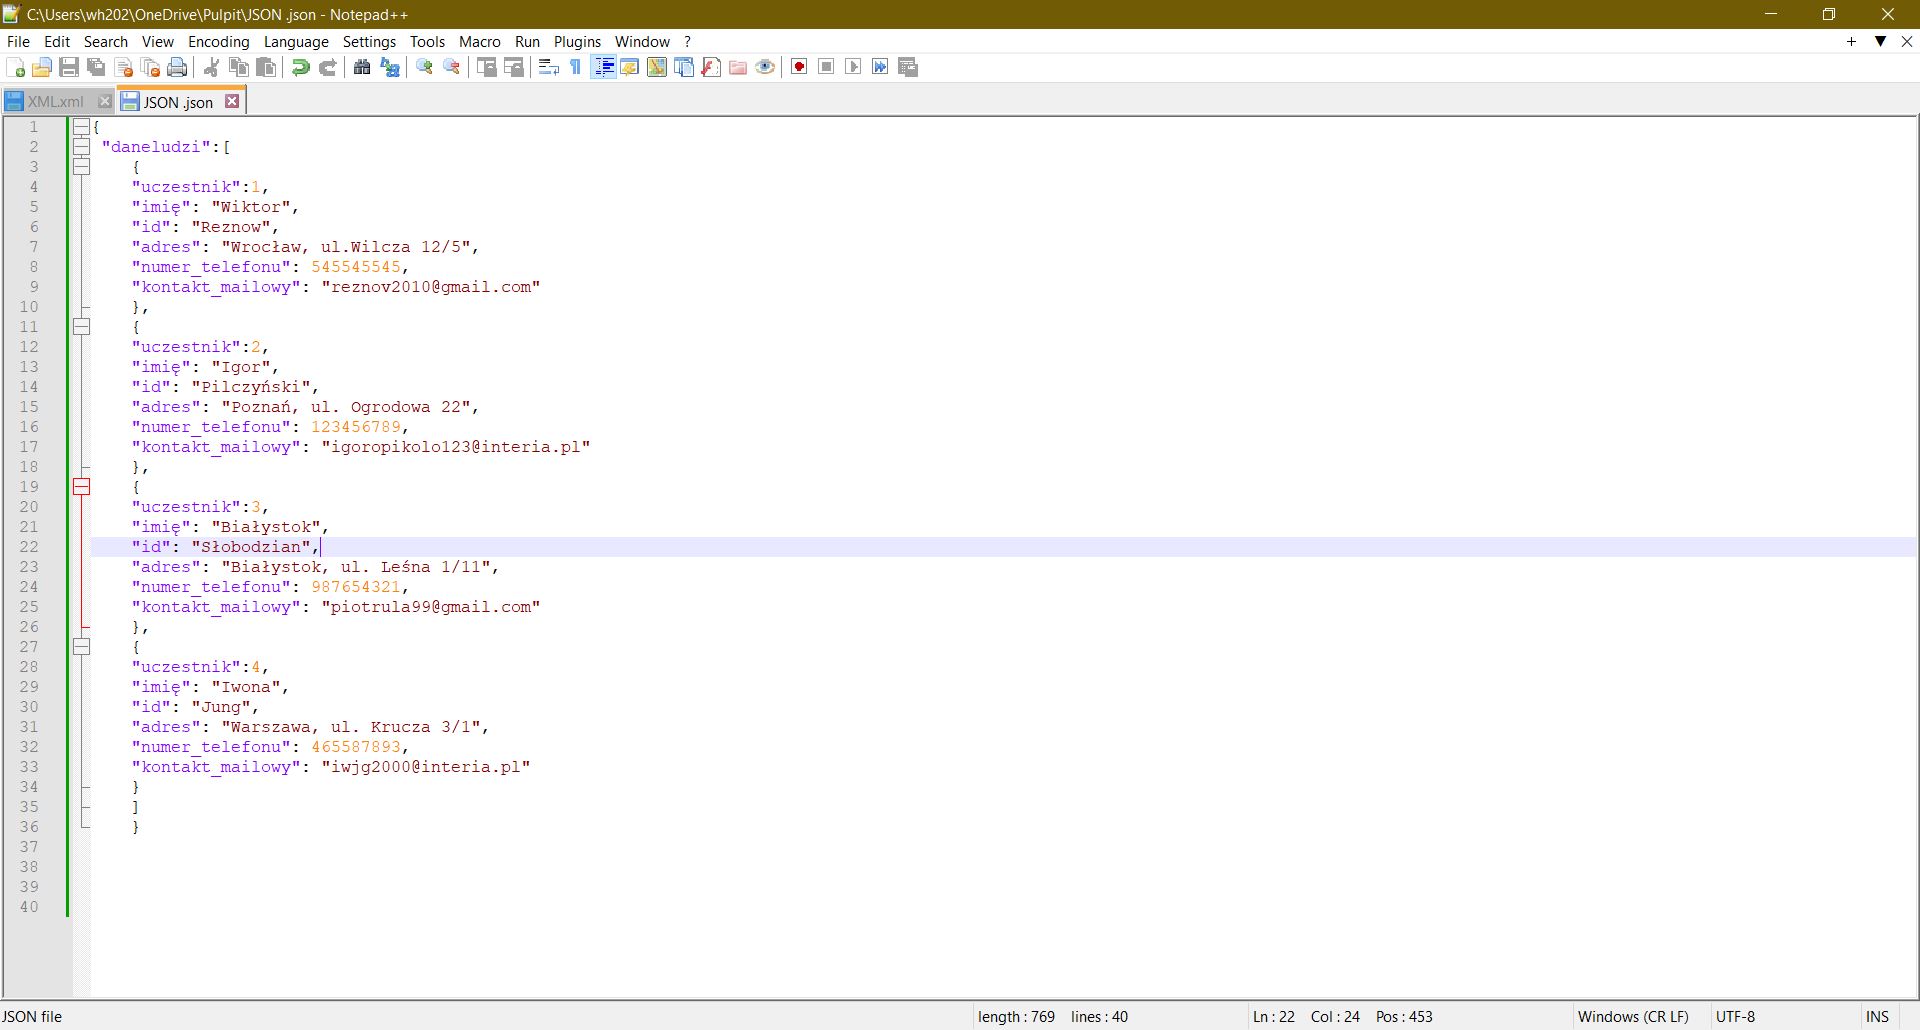 C:\Users\wh202\OneDrive\Pulpit\JSON .json - Notepad++
File Edit Search View Encoding Language Settings Tools Macro Run Plugins Window ?
XML.xml JSON .json
1 {
2 "daneludzi":[
3 {
4 "uczestnik":1,
5 "imię": "Wiktor",
6 "id": "Reznow",
7 "adres": "Wrocław, ul.Wilcza 12/5",
8 "numer_telefonu": 545545545,
9 "kontakt_mailowy": "reznov2010@gmail.com"
10 },
11 {
12 "uczestnik":2,
13 "imię": "Igor",
14 "id": "Pilczyński",
15 "adres": "Poznań, ul. Ogrodowa 22",
16 "numer_telefonu": 123456789,
17 "kontakt_mailowy": "igoropikolo123@interia.pl"
18 },
19 {
20 "uczestnik":3,
21 "imię": "Białystok",
22 "id": "Słobodzian",
23 "adres": "Białystok, ul. Leśna 1/11",
24 "numer_telefonu": 987654321,
25 "kontakt_mailowy": "piotrula99@gmail.com"
26 },
27 {
28 "uczestnik":4,
29 "imię": "Iwona",
30 "id": "Jung",
31 "adres": "Warszawa, ul. Krucza 3/1",
32 "numer_telefonu": 465587893,
33 "kontakt_mailowy": "iwjg2000@interia.pl"
34 }
35 ]
36 }
37
38
39
40
JSON file length : 769 lines : 40 Ln : 22 Col : 24 Pos : 453 Windows (CR LF) UTF-8 INS